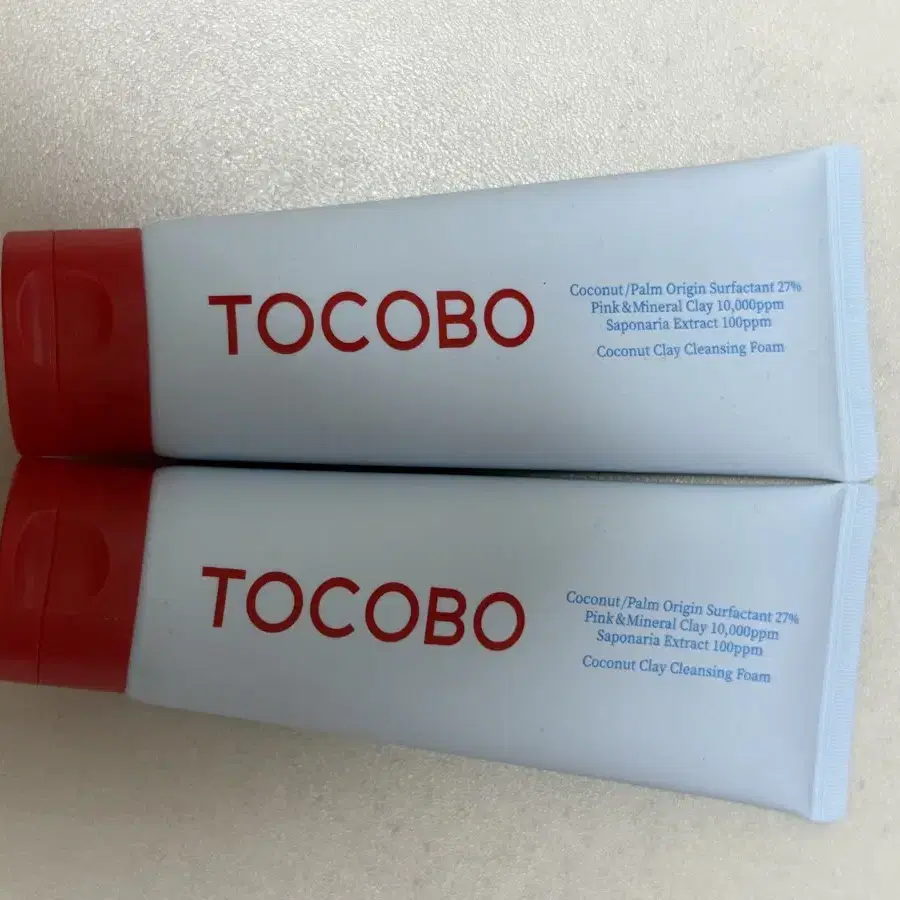 TOCOBO
Coconut/Palm Origin Surfactant 27%
Pink&Mineral Clay 10,000ppm
Saponaria Extract 100ppm
Coconut Clay Cleansing Foam
TOCOBO
Coconut/Palm Origin Surfactant 27%
Pink&Mineral Clay 10,000ppm
Saponaria Extract 100ppm
Coconut Clay Cleansing Foam